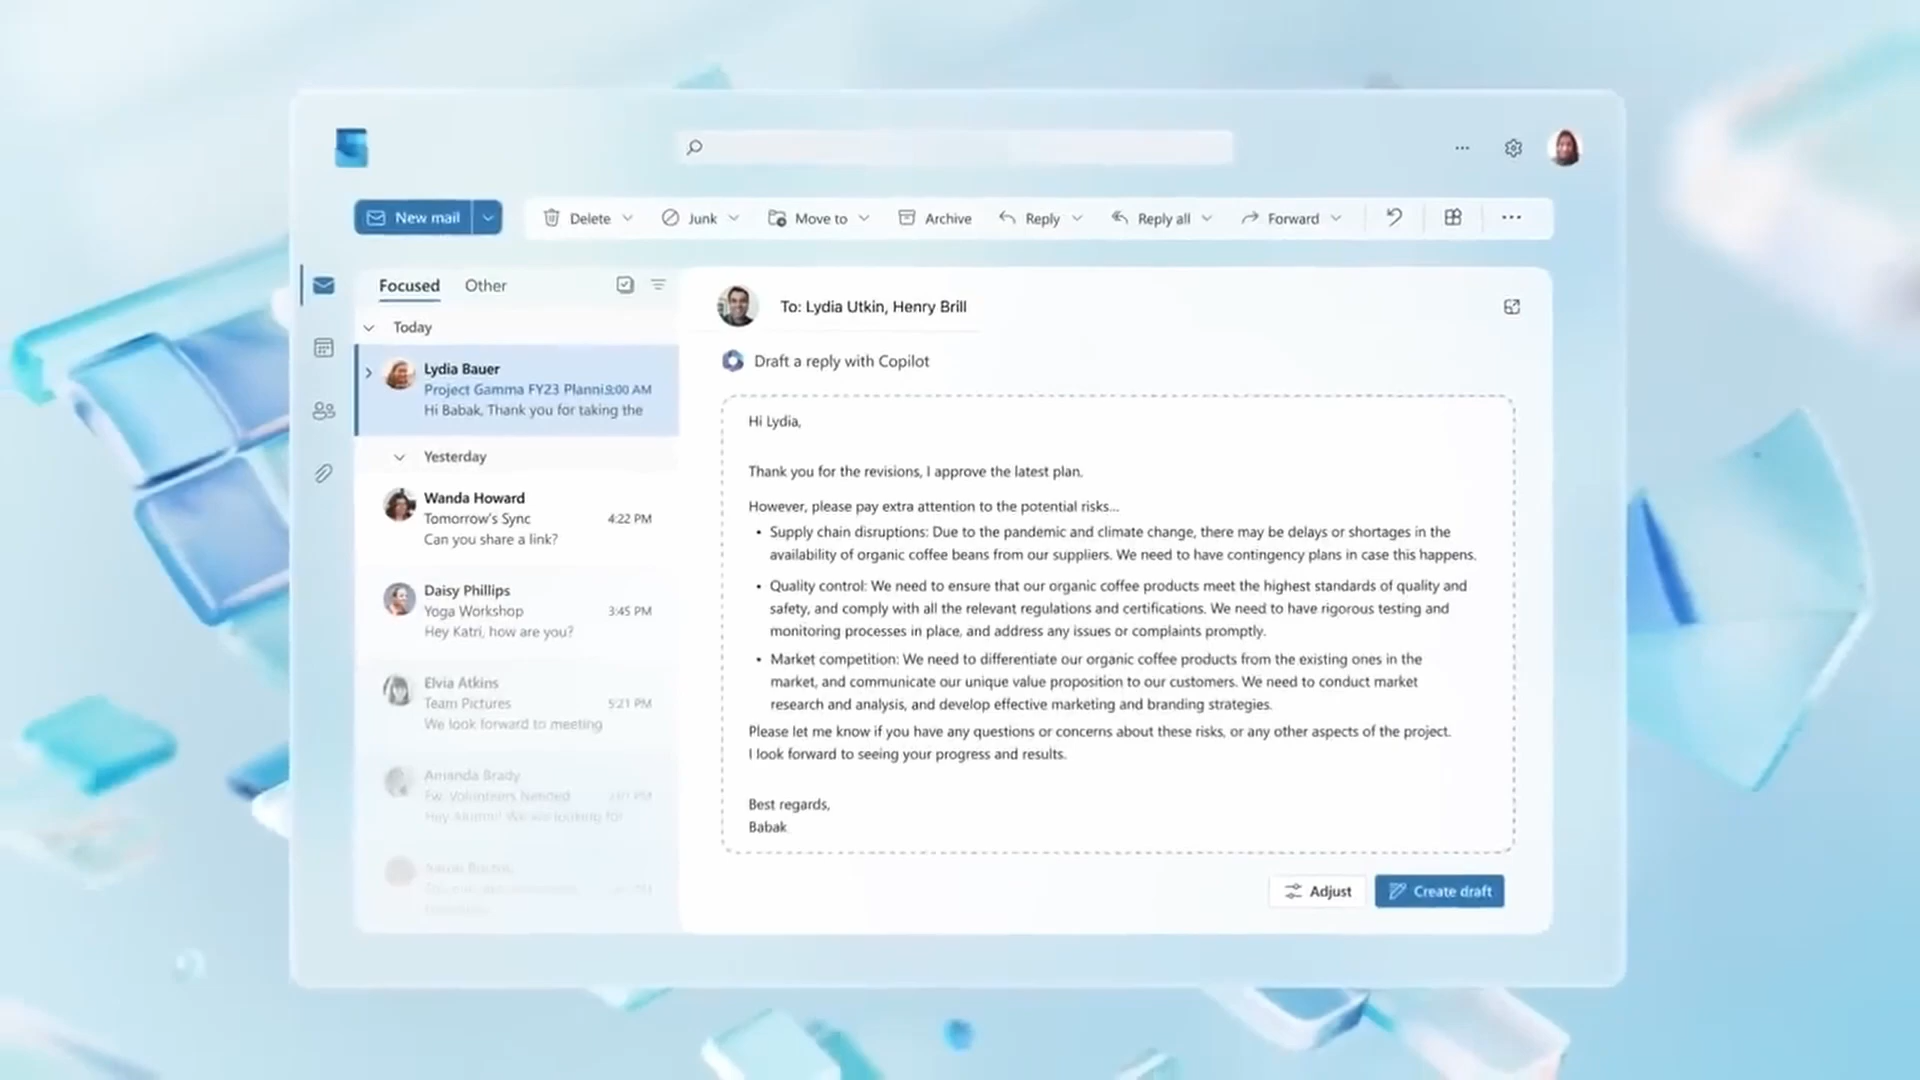 New mail
Delete
Junk
Move to
Archive
Reply
Reply all
Forward
Focused
Other
Today
Lydia Bauer
Project Gamma FY23 Planni 9:00 AM
Hi Babak, Thank you for taking the
Yesterday
Wanda Howard
Tomorrow's Sync 4:22 PM
Can you share a link?
Daisy Phillips
Yoga Workshop 3:45 PM
Hey Katri, how are you?
Elvia Atkins
Team Pictures 5:21 PM
We look forward to meeting
Amanda Brady
Fw: Volunteers Needed
Hey Alumni! We are looking for
To: Lydia Utkin, Henry Brill
Draft a reply with Copilot
Hi Lydia,
Thank you for the revisions, I approve the latest plan.
However, please pay extra attention to the potential risks...
• Supply chain disruptions: Due to the pandemic and climate change, there may be delays or shortages in the
availability of organic coffee beans from our suppliers. We need to have contingency plans in case this happens.
• Quality control: We need to ensure that our organic coffee products meet the highest standards of quality and
safety, and comply with all the relevant regulations and certifications. We need to have rigorous testing and
monitoring processes in place, and address any issues or complaints promptly.
• Market competition: We need to differentiate our organic coffee products from the existing ones in the
market, and communicate our unique value proposition to our customers. We need to conduct market
research and analysis, and develop effective marketing and branding strategies.
Please let me know if you have any questions or concerns about these risks, or any other aspects of the project.
I look forward to seeing your progress and results.
Best regards,
Babak
Adjust
Create draft